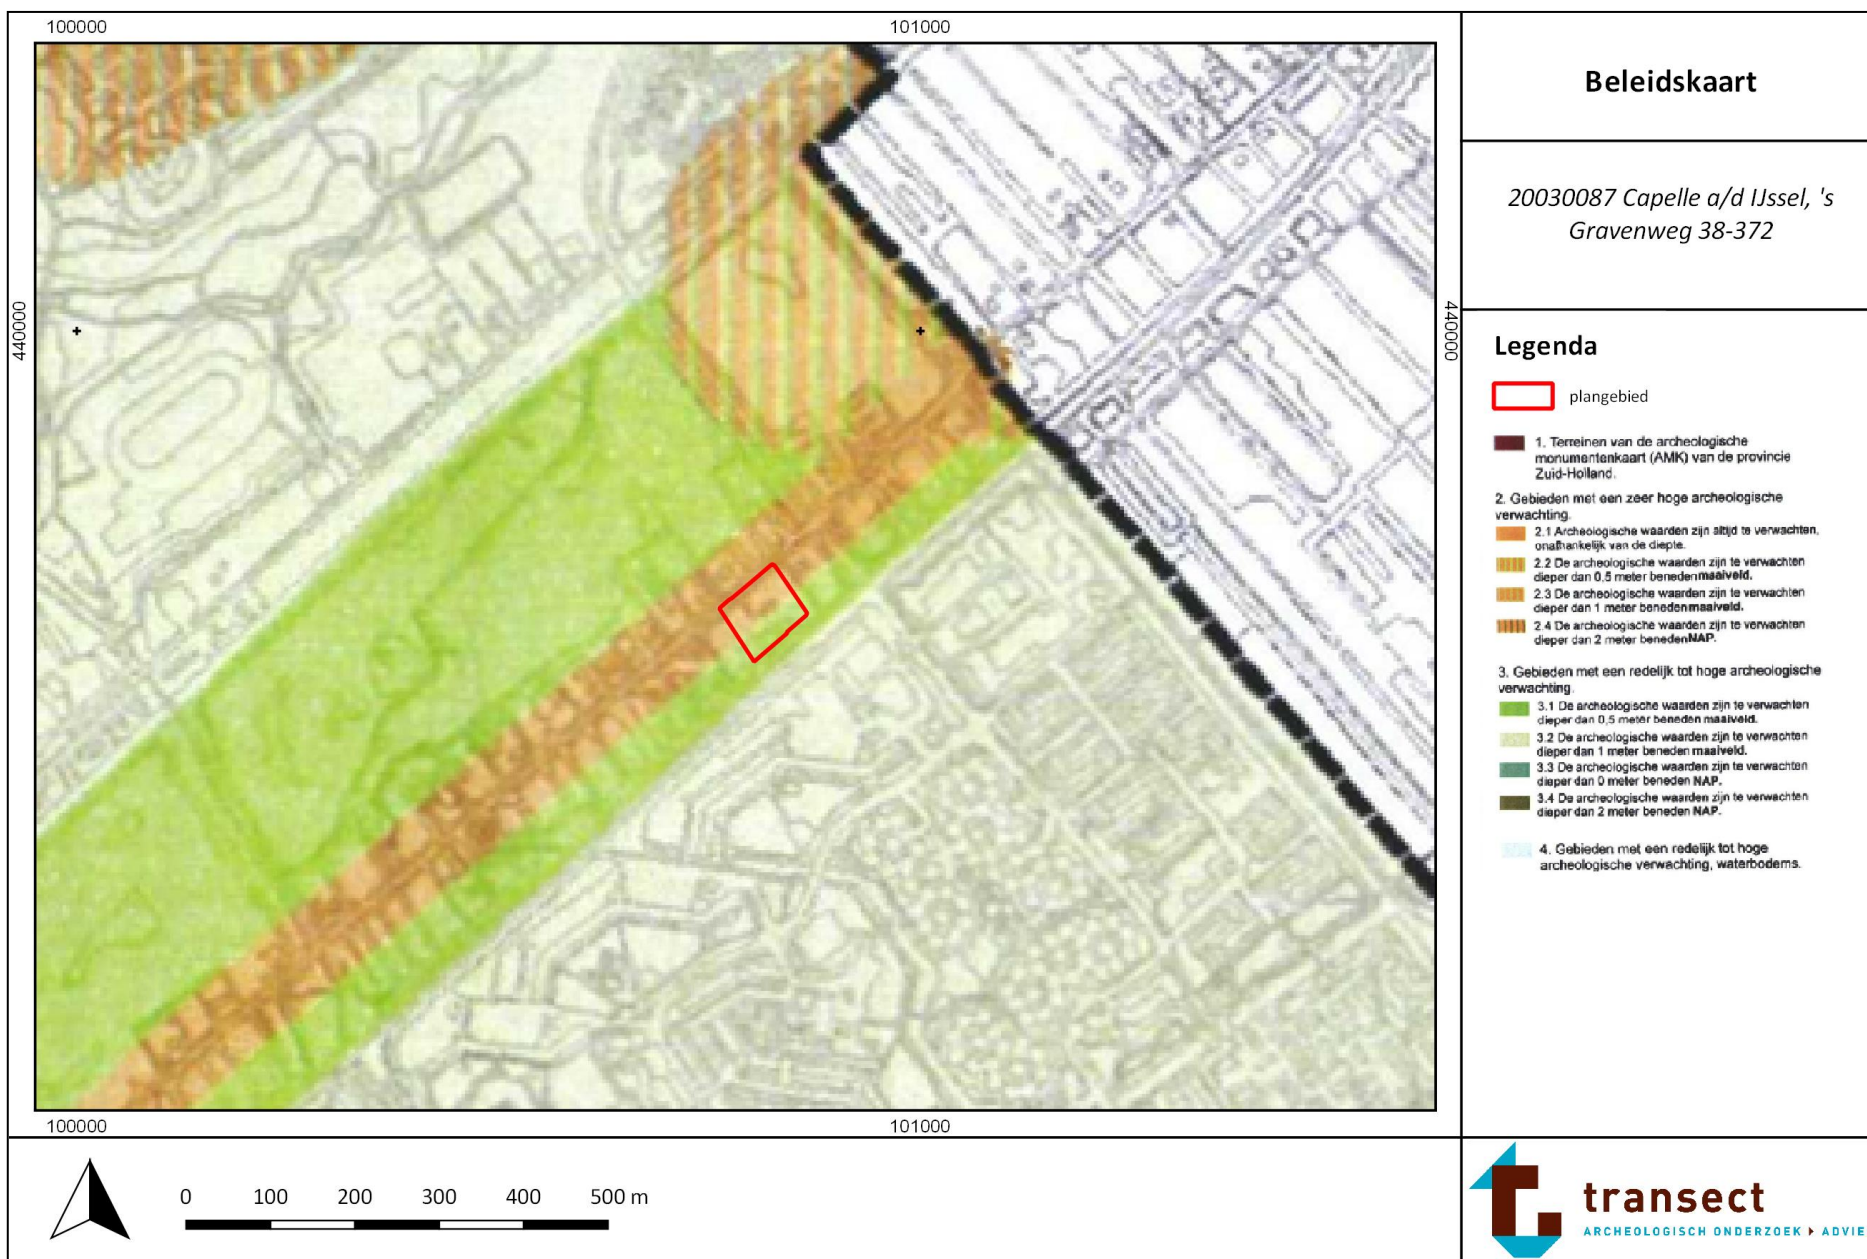 100000
101000
440000
440000
100000
101000
0 100 200 300 400 500 m
Beleidskaart
20030087 Capelle a/d IJssel, 's
Gravenweg 38-372
Legenda
plangebied
1. Terreinen van de archeologische
monumentenkaart (AMK) van de provincie
Zuid-Holland.
2. Gebieden met een zeer hoge archeologische
verwachting.
2.1 Archeologische waarden zijn altijd te verwachten,
onafhankelijk van de diepte.
2.2 De archeologische waarden zijn te verwachten
dieper dan 0,5 meter beneden maaiveld.
2.3 De archeologische waarden zijn te verwachten
dieper dan 1 meter beneden maaiveld.
2.4 De archeologische waarden zijn te verwachten
dieper dan 2 meter beneden NAP.
3. Gebieden met een redelijk tot hoge archeologische
verwachting.
3.1 De archeologische waarden zijn te verwachten
dieper dan 0,5 meter beneden maaiveld.
3.2 De archeologische waarden zijn te verwachten
dieper dan 1 meter beneden maaiveld.
3.3 De archeologische waarden zijn te verwachten
dieper dan 0 meter beneden NAP.
3.4 De archeologische waarden zijn te verwachten
dieper dan 2 meter beneden NAP.
4. Gebieden met een redelijk tot hoge
archeologische verwachting, waterbodems.
transect
ARCHEOLOGISCH ONDERZOEK ▸ ADVIE